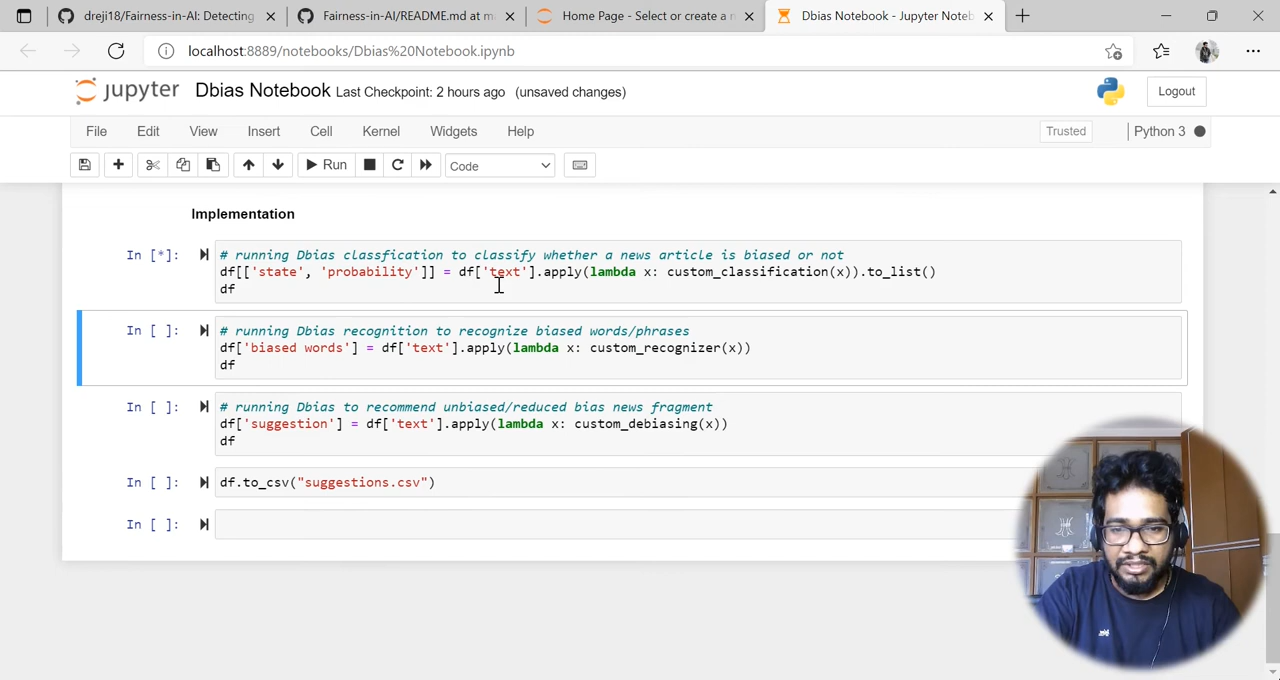 dreji18/Fairness-in-AI: Detecting
Fairness-in-AI/README.md at m
Home Page - Select or create a n
Dbias Notebook - Jupyter Noteb
localhost:8889/notebooks/Dbias%20Notebook.ipynb
jupyter Dbias Notebook Last Checkpoint: 2 hours ago (unsaved changes)
Logout
File Edit View Insert Cell Kernel Widgets Help
Trusted
Python 3
Run
Code
Implementation
In [*]:
# running Dbias classfication to classify whether a news article is biased or not
df[['state', 'probability']] = df['text'].apply(lambda x: custom_classification(x)).to_list()
df
In [ ]:
# running Dbias recognition to recognize biased words/phrases
df['biased words'] = df['text'].apply(lambda x: custom_recognizer(x))
df
In [ ]:
# running Dbias to recommend unbiased/reduced bias news fragment
df['suggestion'] = df['text'].apply(lambda x: custom_debiasing(x))
df
In [ ]:
df.to_csv("suggestions.csv")
In [ ]: